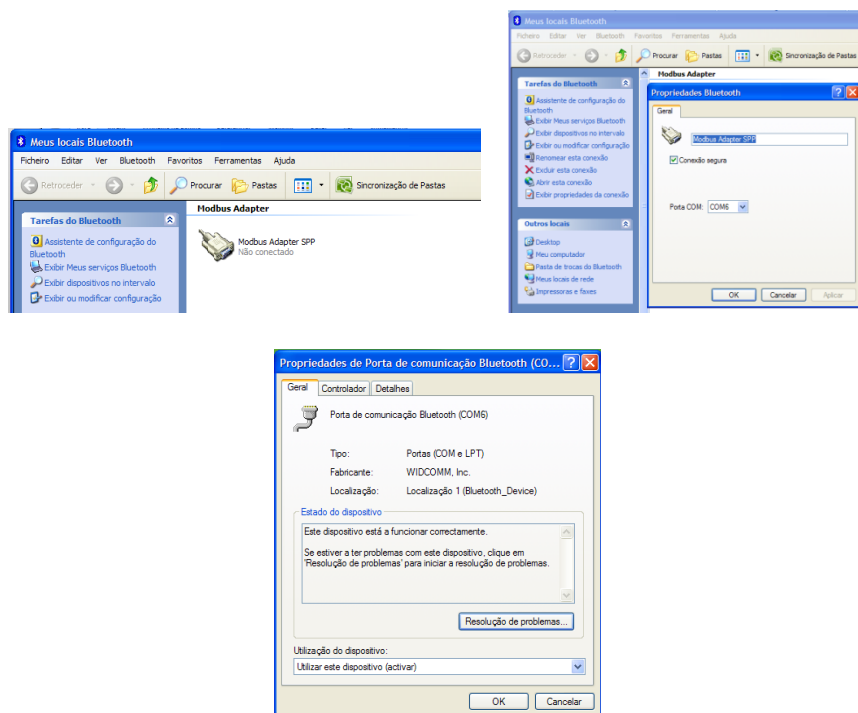 Meus locais Bluetooth
Ficheiro Editar Ver Bluetooth Favoritos Ferramentas Ajuda
Retroceder Procurar Pastas Sincronização de Pastas
Modbus Adapter
Tarefas do Bluetooth
Assistente de configuração do
Bluetooth
Exibir Meus serviços Bluetooth
Exibir dispositivos no intervalo
Exibir ou modificar configuração
Modbus Adapter SPP
Não conectado
Meus locais Bluetooth
Ficheiro Editar Ver Bluetooth Favoritos Ferramentas Ajuda
Retroceder Procurar Pastas Sincronização de Pastas
Modbus Adapter
Tarefas do Bluetooth
Assistente de configuração do
Bluetooth
Exibir Meus serviços Bluetooth
Exibir dispositivos no intervalo
Exibir ou modificar configuração
Renomear esta conexão
Excluir esta conexão
Abrir esta conexão
Exibir propriedades da conexão
Outros locais
Desktop
Meu computador
Pasta de trocas do Bluetooth
Meus locais de rede
Impressoras e faxes
Propriedades Bluetooth
Geral
Modbus Adapter SPP
Conexão segura
Porta COM: COM6
OK Cancelar Aplicar
Propriedades de Porta de comunicação Bluetooth (CO...
Geral Controlador Detalhes
Porta de comunicação Bluetooth (COM6)
Tipo: Portas (COM e LPT)
Fabricante: WIDCOMM, Inc.
Localização: Localização 1 (Bluetooth_Device)
Estado do dispositivo
Este dispositivo está a funcionar correctamente.
Se estiver a ter problemas com este dispositivo, clique em
'Resolução de problemas' para iniciar a resolução de problemas.
Resolução de problemas...
Utilização do dispositivo:
Utilizar este dispositivo (activar)
OK Cancelar